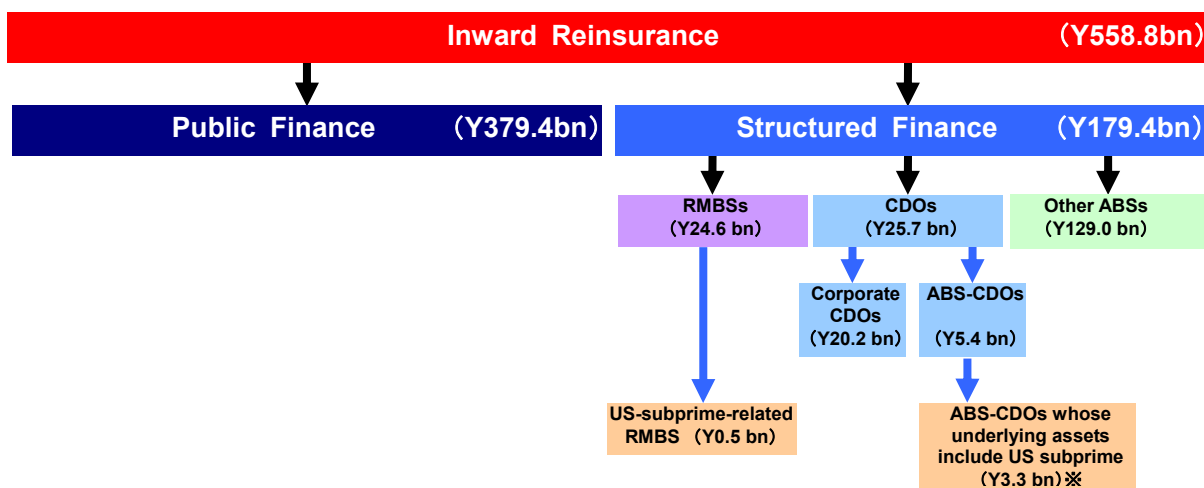 Inward Reinsurance （Y558.8bn）
Public Finance （Y379.4bn）
Structured Finance （Y179.4bn）
RMBSs
（Y24.6 bn）
CDOs
（Y25.7 bn）
Other ABSs
（Y129.0 bn）
Corporate
CDOs
（Y20.2 bn）
ABS-CDOs
（Y5.4 bn）
US-subprime-related
RMBS （Y0.5 bn）
ABS-CDOs whose
underlying assets
include US subprime
（Y3.3 bn）※